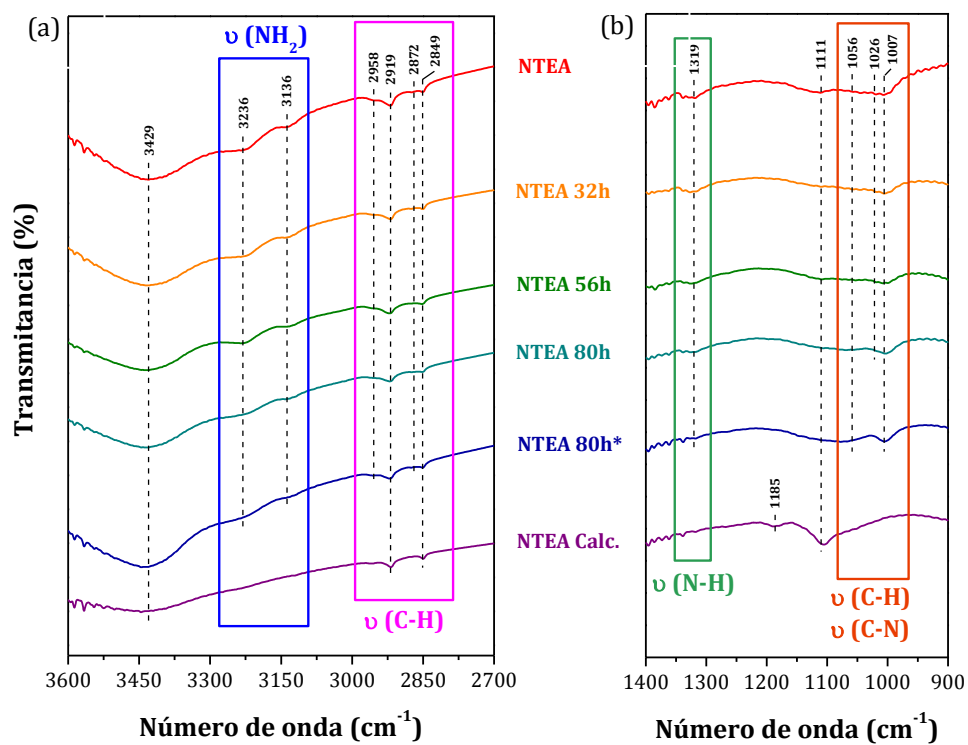 (a)
υ (NH2)
3429
3236
3136
2958
2919
2872
2849
NTEA
NTEA 32h
NTEA 56h
NTEA 80h
NTEA 80h*
NTEA Calc.
υ (C-H)
Transmitancia (%)
3600 3450 3300 3150 3000 2850 2700
Número de onda (cm-1)
(b)
1319
1111
1056
1026
1007
1185
υ (N-H)
υ (C-H)
υ (C-N)
1400 1300 1200 1100 1000 900
Número de onda (cm-1)